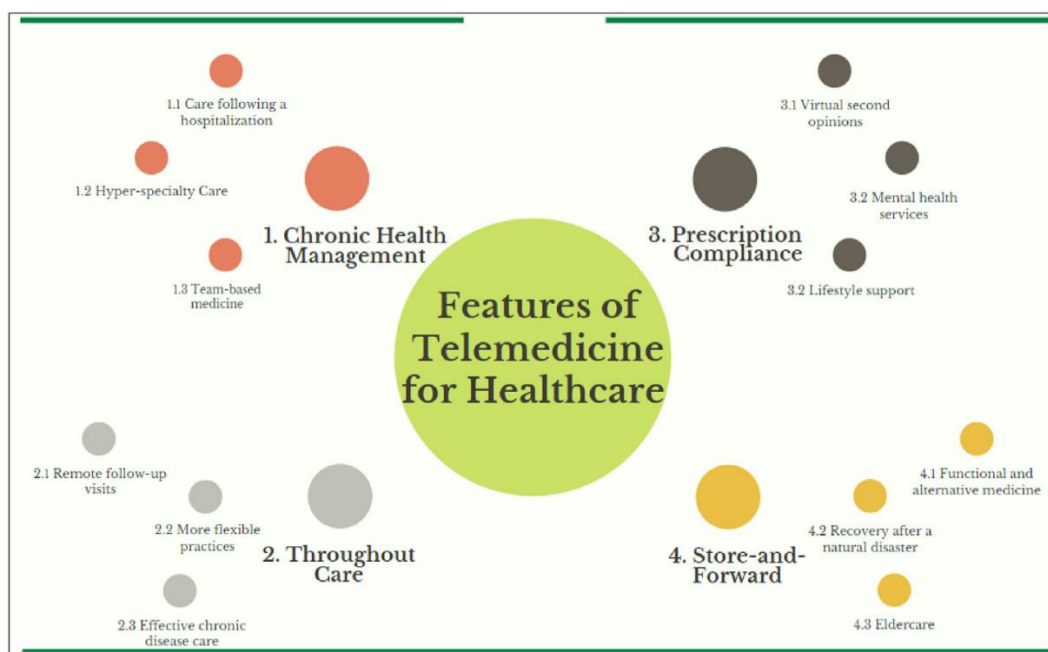 Features of
Telemedicine
for Healthcare
1. Chronic Health
Management
1.1 Care following a
hospitalization
1.2 Hyper-specialty Care
1.3 Team-based
medicine
2. Throughout
Care
2.1 Remote follow-up
visits
2.2 More flexible
practices
2.3 Effective chronic
disease care
3. Prescription
Compliance
3.1 Virtual second
opinions
3.2 Mental health
services
3.2 Lifestyle support
4. Store-and-
Forward
4.1 Functional and
alternative medicine
4.2 Recovery after a
natural disaster
4.3 Eldercare